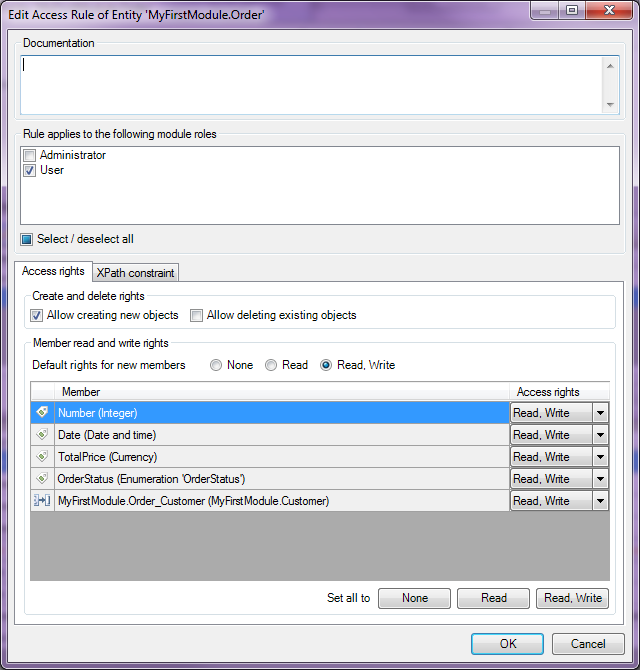 Edit Access Rule of Entity 'MyFirstModule.Order'
Documentation
Rule applies to the following module roles
Administrator
User
Select / deselect all
Access rights XPath constraint
Create and delete rights
Allow creating new objects Allow deleting existing objects
Member read and write rights
Default rights for new members None Read Read, Write
Member Access rights
Number (Integer) Read, Write
Date (Date and time) Read, Write
TotalPrice (Currency) Read, Write
OrderStatus (Enumeration 'OrderStatus') Read, Write
MyFirstModule.Order_Customer (MyFirstModule.Customer) Read, Write
Set all to None Read Read, Write
OK Cancel